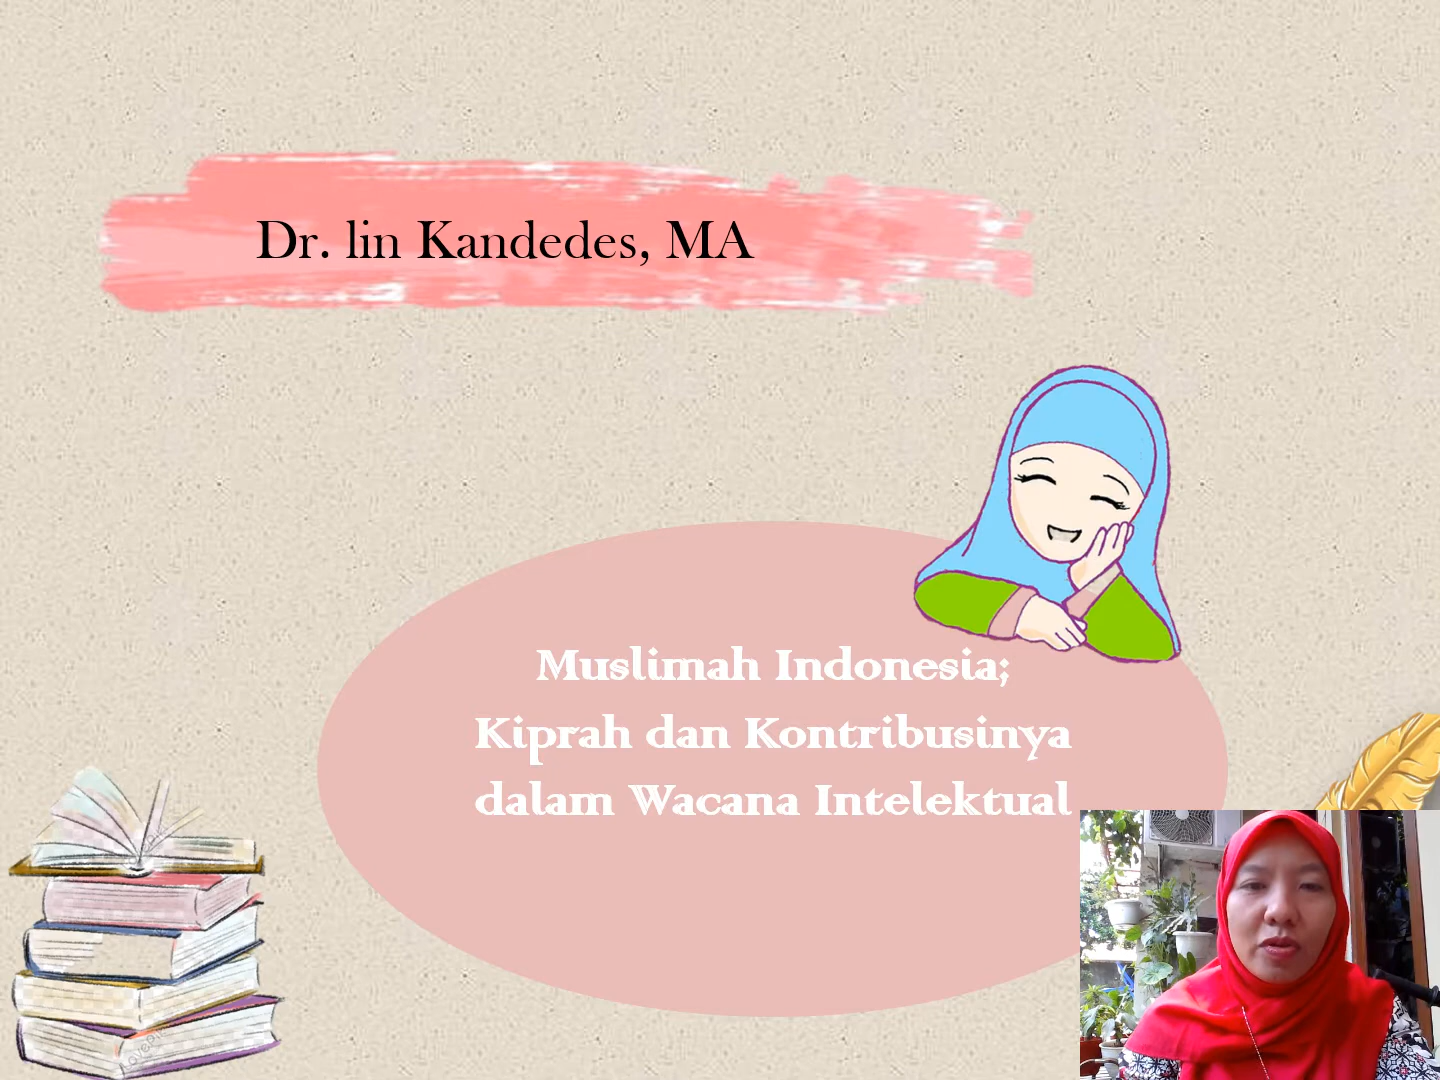 Dr. Iin Kandedes, MA
Muslimah Indonesia;
Kiprah dan Kontribusinya
dalam Wacana Intelektual